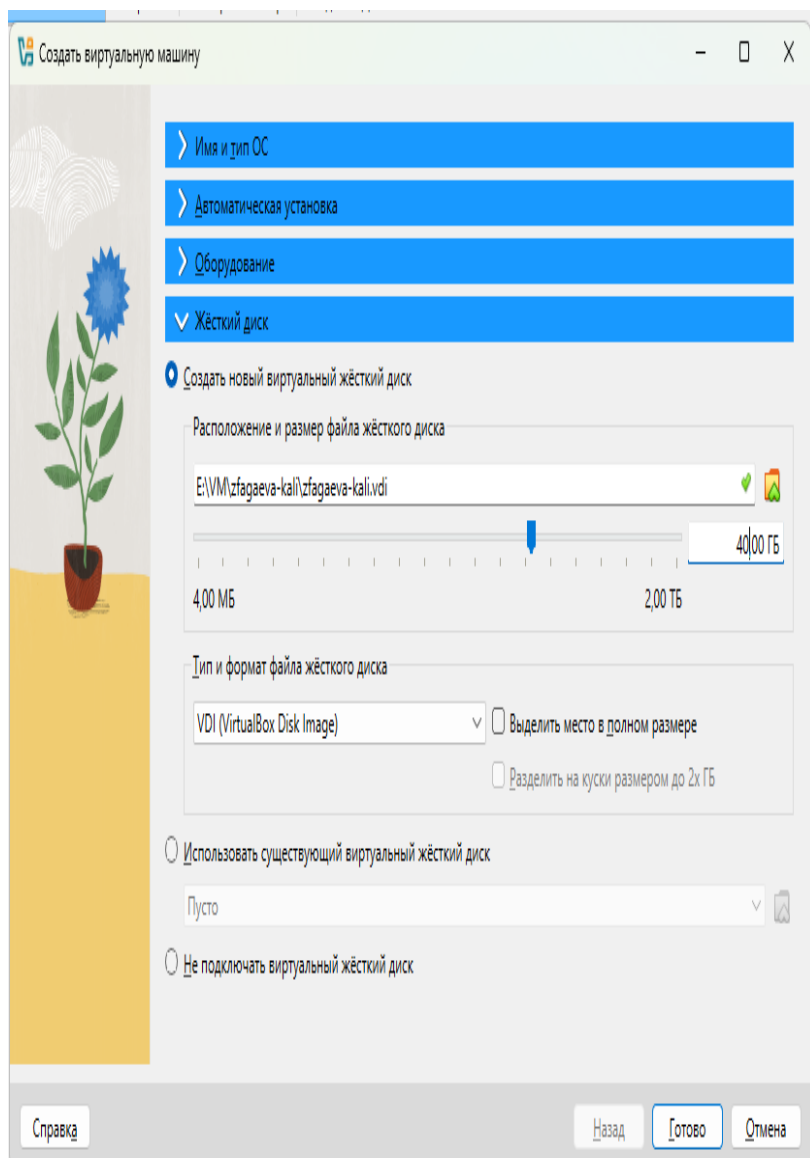 Создать виртуальную машину
Имя и тип ОС
Автоматическая установка
Оборудование
Жёсткий диск
Создать новый виртуальный жёсткий диск
Расположение и размер файла жёсткого диска
E:\VM\zfagaeva-kali\zfagaeva-kali.vdi
40,00 ГБ
4,00 МБ 2,00 ТБ
Тип и формат файла жёсткого диска
VDI (VirtualBox Disk Image) Выделить место в полном размере
Разделить на куски размером до 2х ГБ
Использовать существующий виртуальный жёсткий диск
Пусто
Не подключать виртуальный жёсткий диск
Справка Назад Готово Отмена